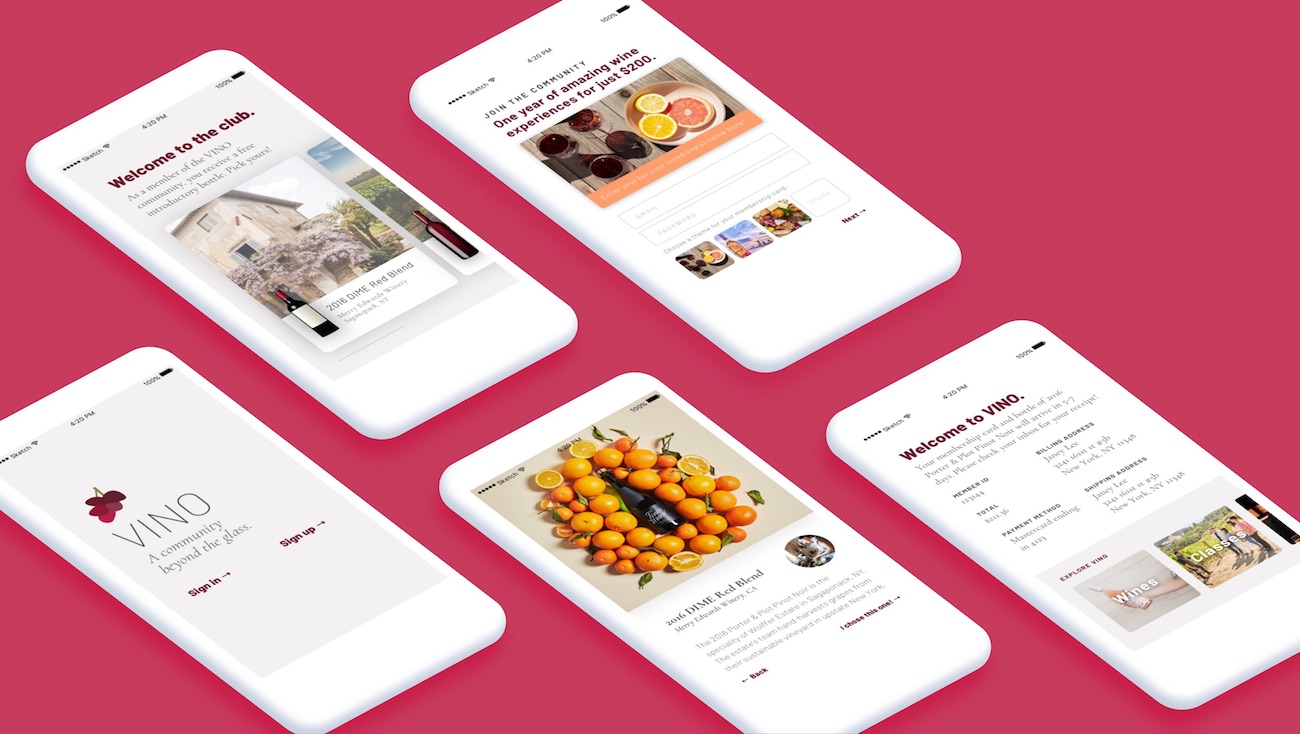 Sketch
4:20 PM
100%
Welcome to the club.
As a member of the VINO
community, you receive a free
introductory bottle. Pick yours!
2016 DIME Red Blend
Merry Edwards Winery
Sagaponack, NY
Sketch
4:20 PM
100%
JOIN THE COMMUNITY
One year of amazing wine
experiences for just $200.
Enter your (or your loved one's) name here!
EMAIL
PASSWORD
Choose a theme for your membership card:
Next →
Sketch
4:20 PM
100%
VINO
A community
beyond the glass.
Sign in →
Sign up →
Sketch
4:20 PM
100%
2016 DIME Red Blend
Merry Edwards Winery, CA
The 2016 Porter & Plot Pinot Noir is the
speciality of Wolffer Estate in Sagaponack, NY.
The estate's team hand-harvests grapes from
their sustainable vineyard in upstate New York.
I chose this one! →
← Back
Sketch
4:20 PM
100%
Welcome to VINO.
Your membership card and bottle of 2016
Porter & Plot Pinot Noir will arrive in 5-7
days. Please check your inbox for your receipt!
MEMBER ID
123144
TOTAL
$211.36
PAYMENT METHOD
Mastercard ending
in 4123
BILLING ADDRESS
Janey Lee
3241 161st st #5b
New York, NY 11348
SHIPPING ADDRESS
Janey Lee
3241 161st st #5b
New York, NY 11348
EXPLORE VINO
Wines
Classes